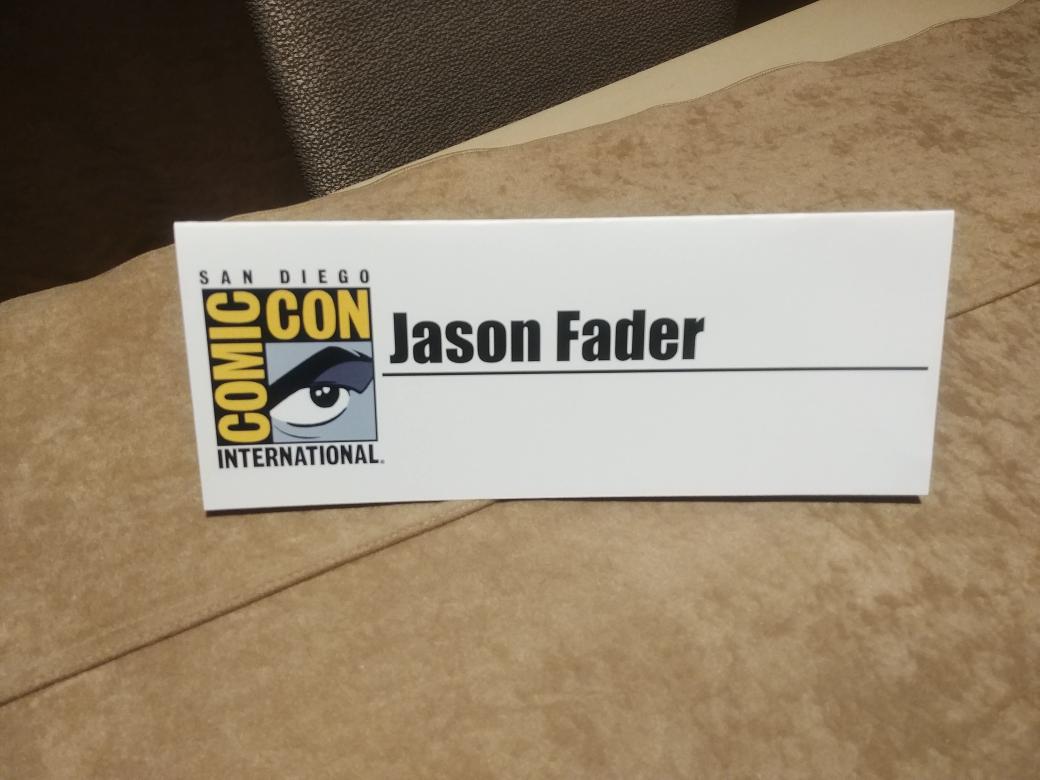 SAN DIEGO
COMIC CON
INTERNATIONAL.
Jason Fader